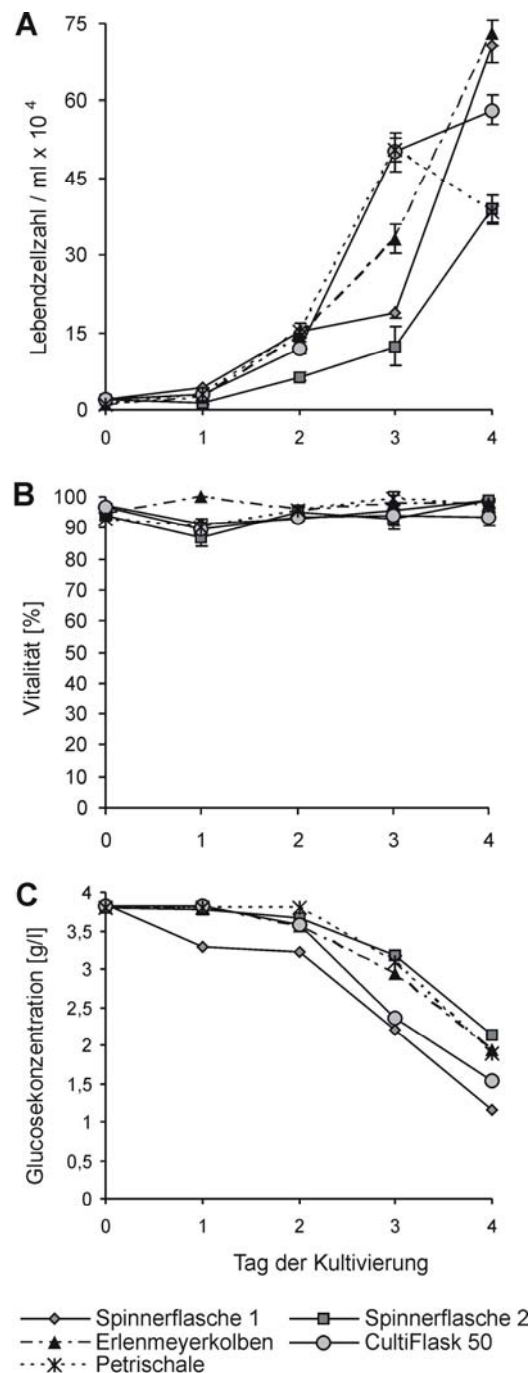 A
Lebendzellzahl / ml x 10⁴
75
60
45
30
15
0
0 1 2 3 4
B
Vitalität [%]
100
90
80
70
60
50
40
30
20
10
0
0 1 2 3 4
C
Glucosekonzentration [g/l]
4
3,5
3
2,5
2
1,5
1
0,5
0
0 1 2 3 4
Tag der Kultivierung
Spinnerflasche 1 Spinnerflasche 2
Erlenmeyerkolben CultiFlask 50
Petrischale